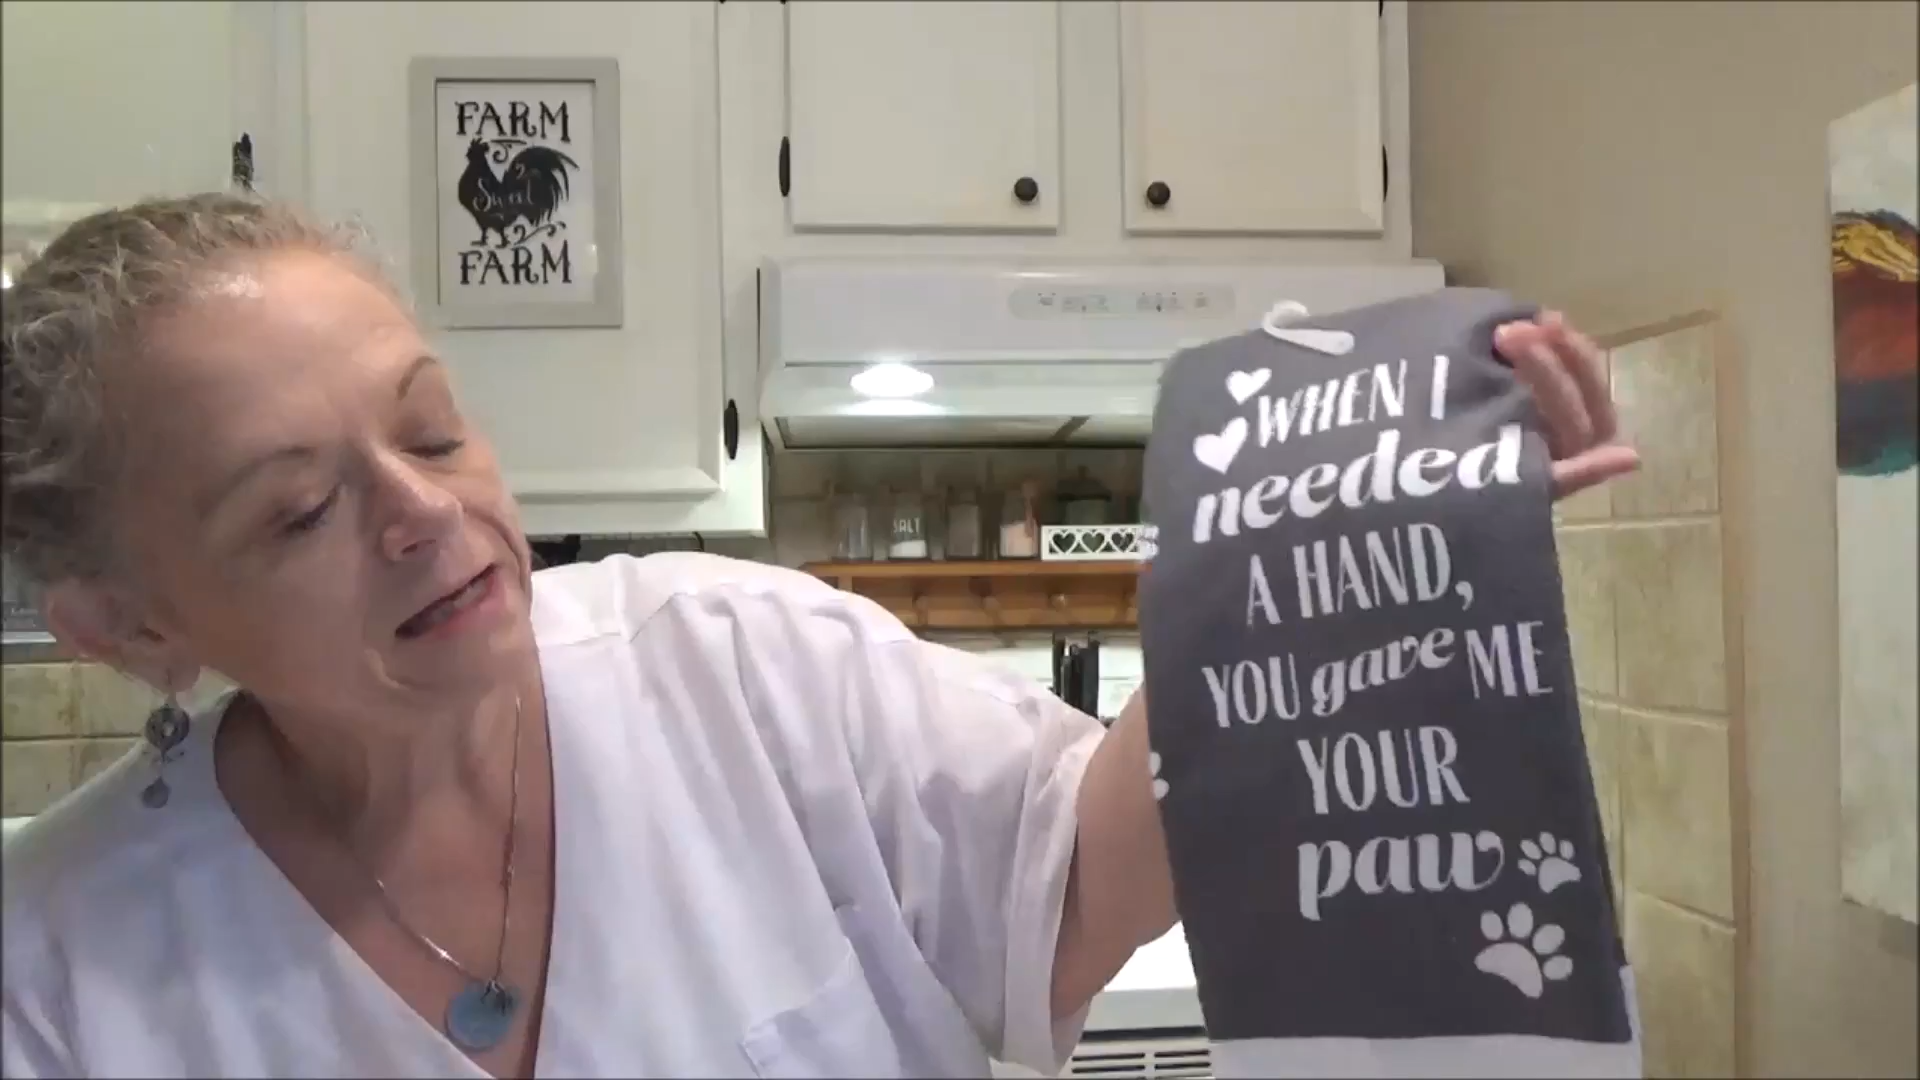 FARM
Sweet
FARM
SALT
WHEN I
needed
A HAND,
YOU gave ME
YOUR
paw